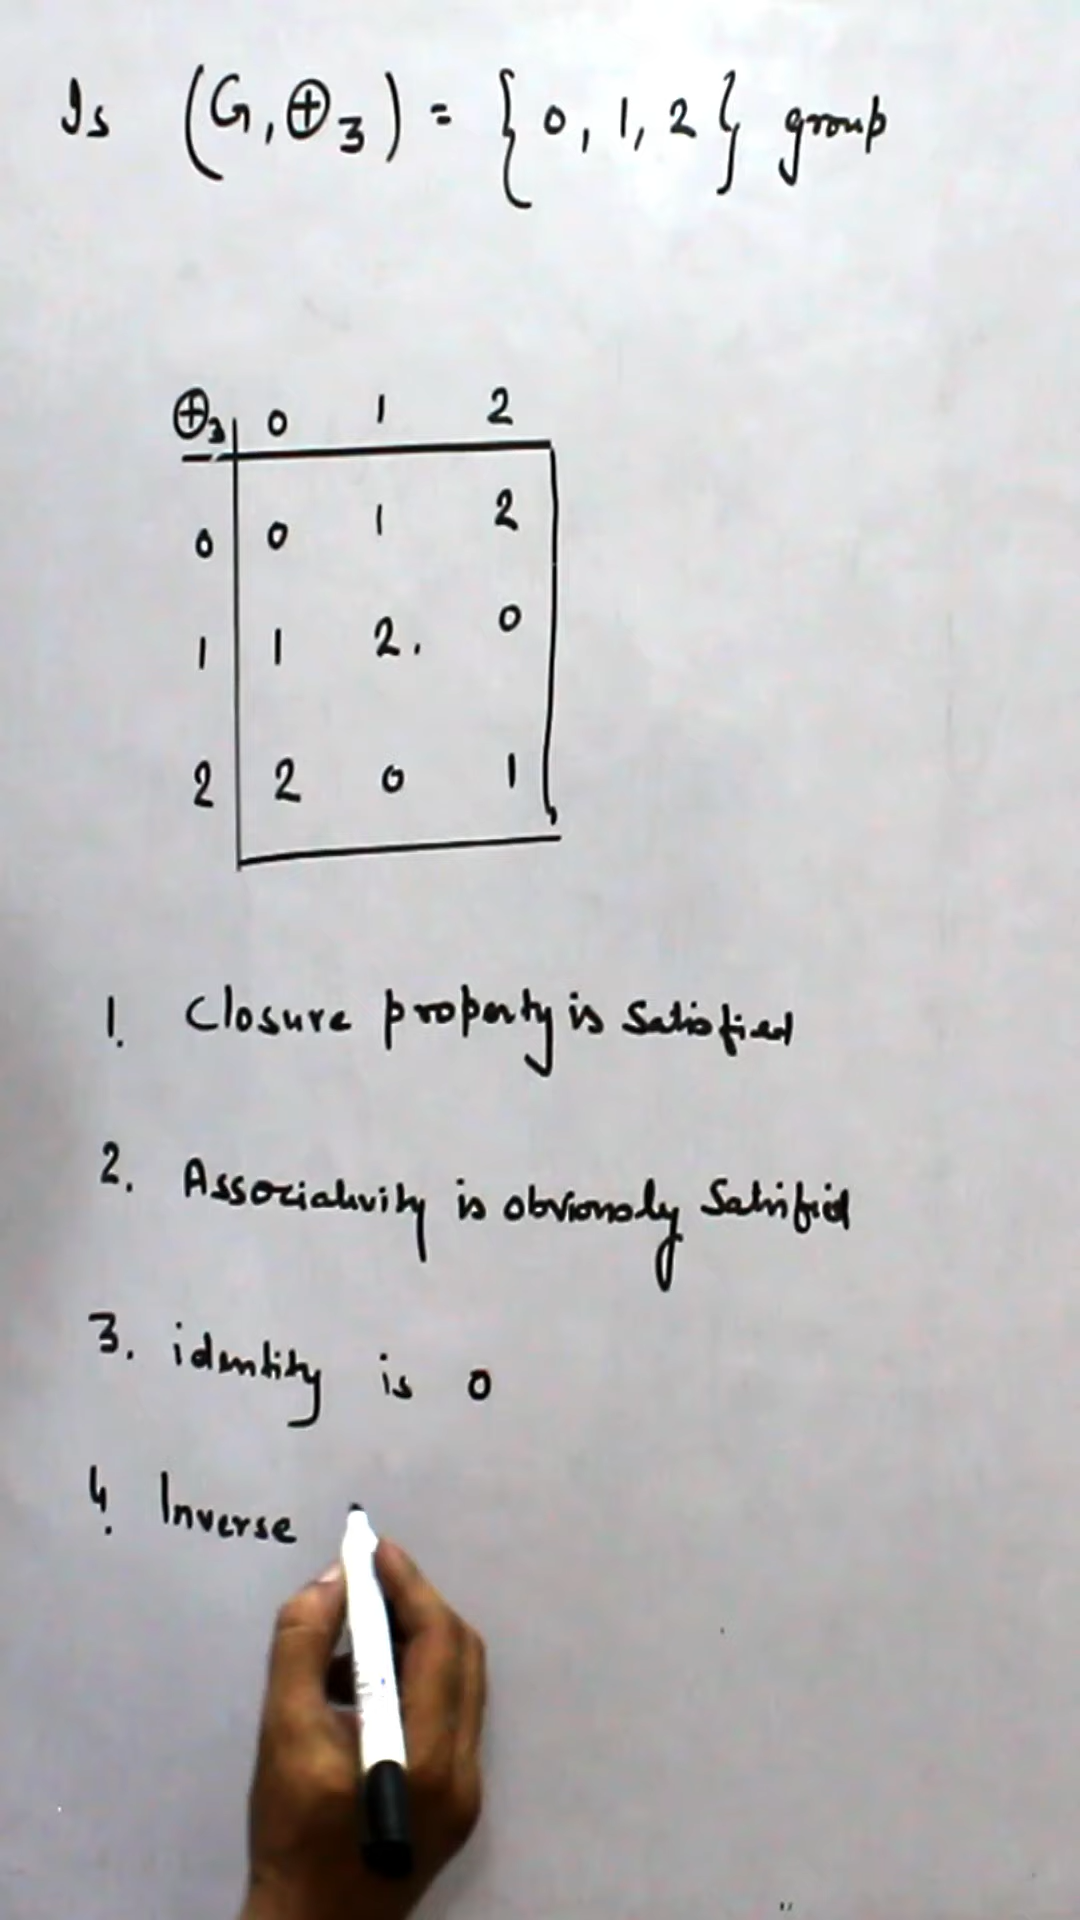 Is (G, ⊕₃) = {0, 1, 2} group
⊕₃ 0 1 2
0 0 1 2
1 1 2. 0
2 2 0 1
1. Closure property is satisfied
2. Associativity is obviously satisfied
3. identity is 0
4. Inverse